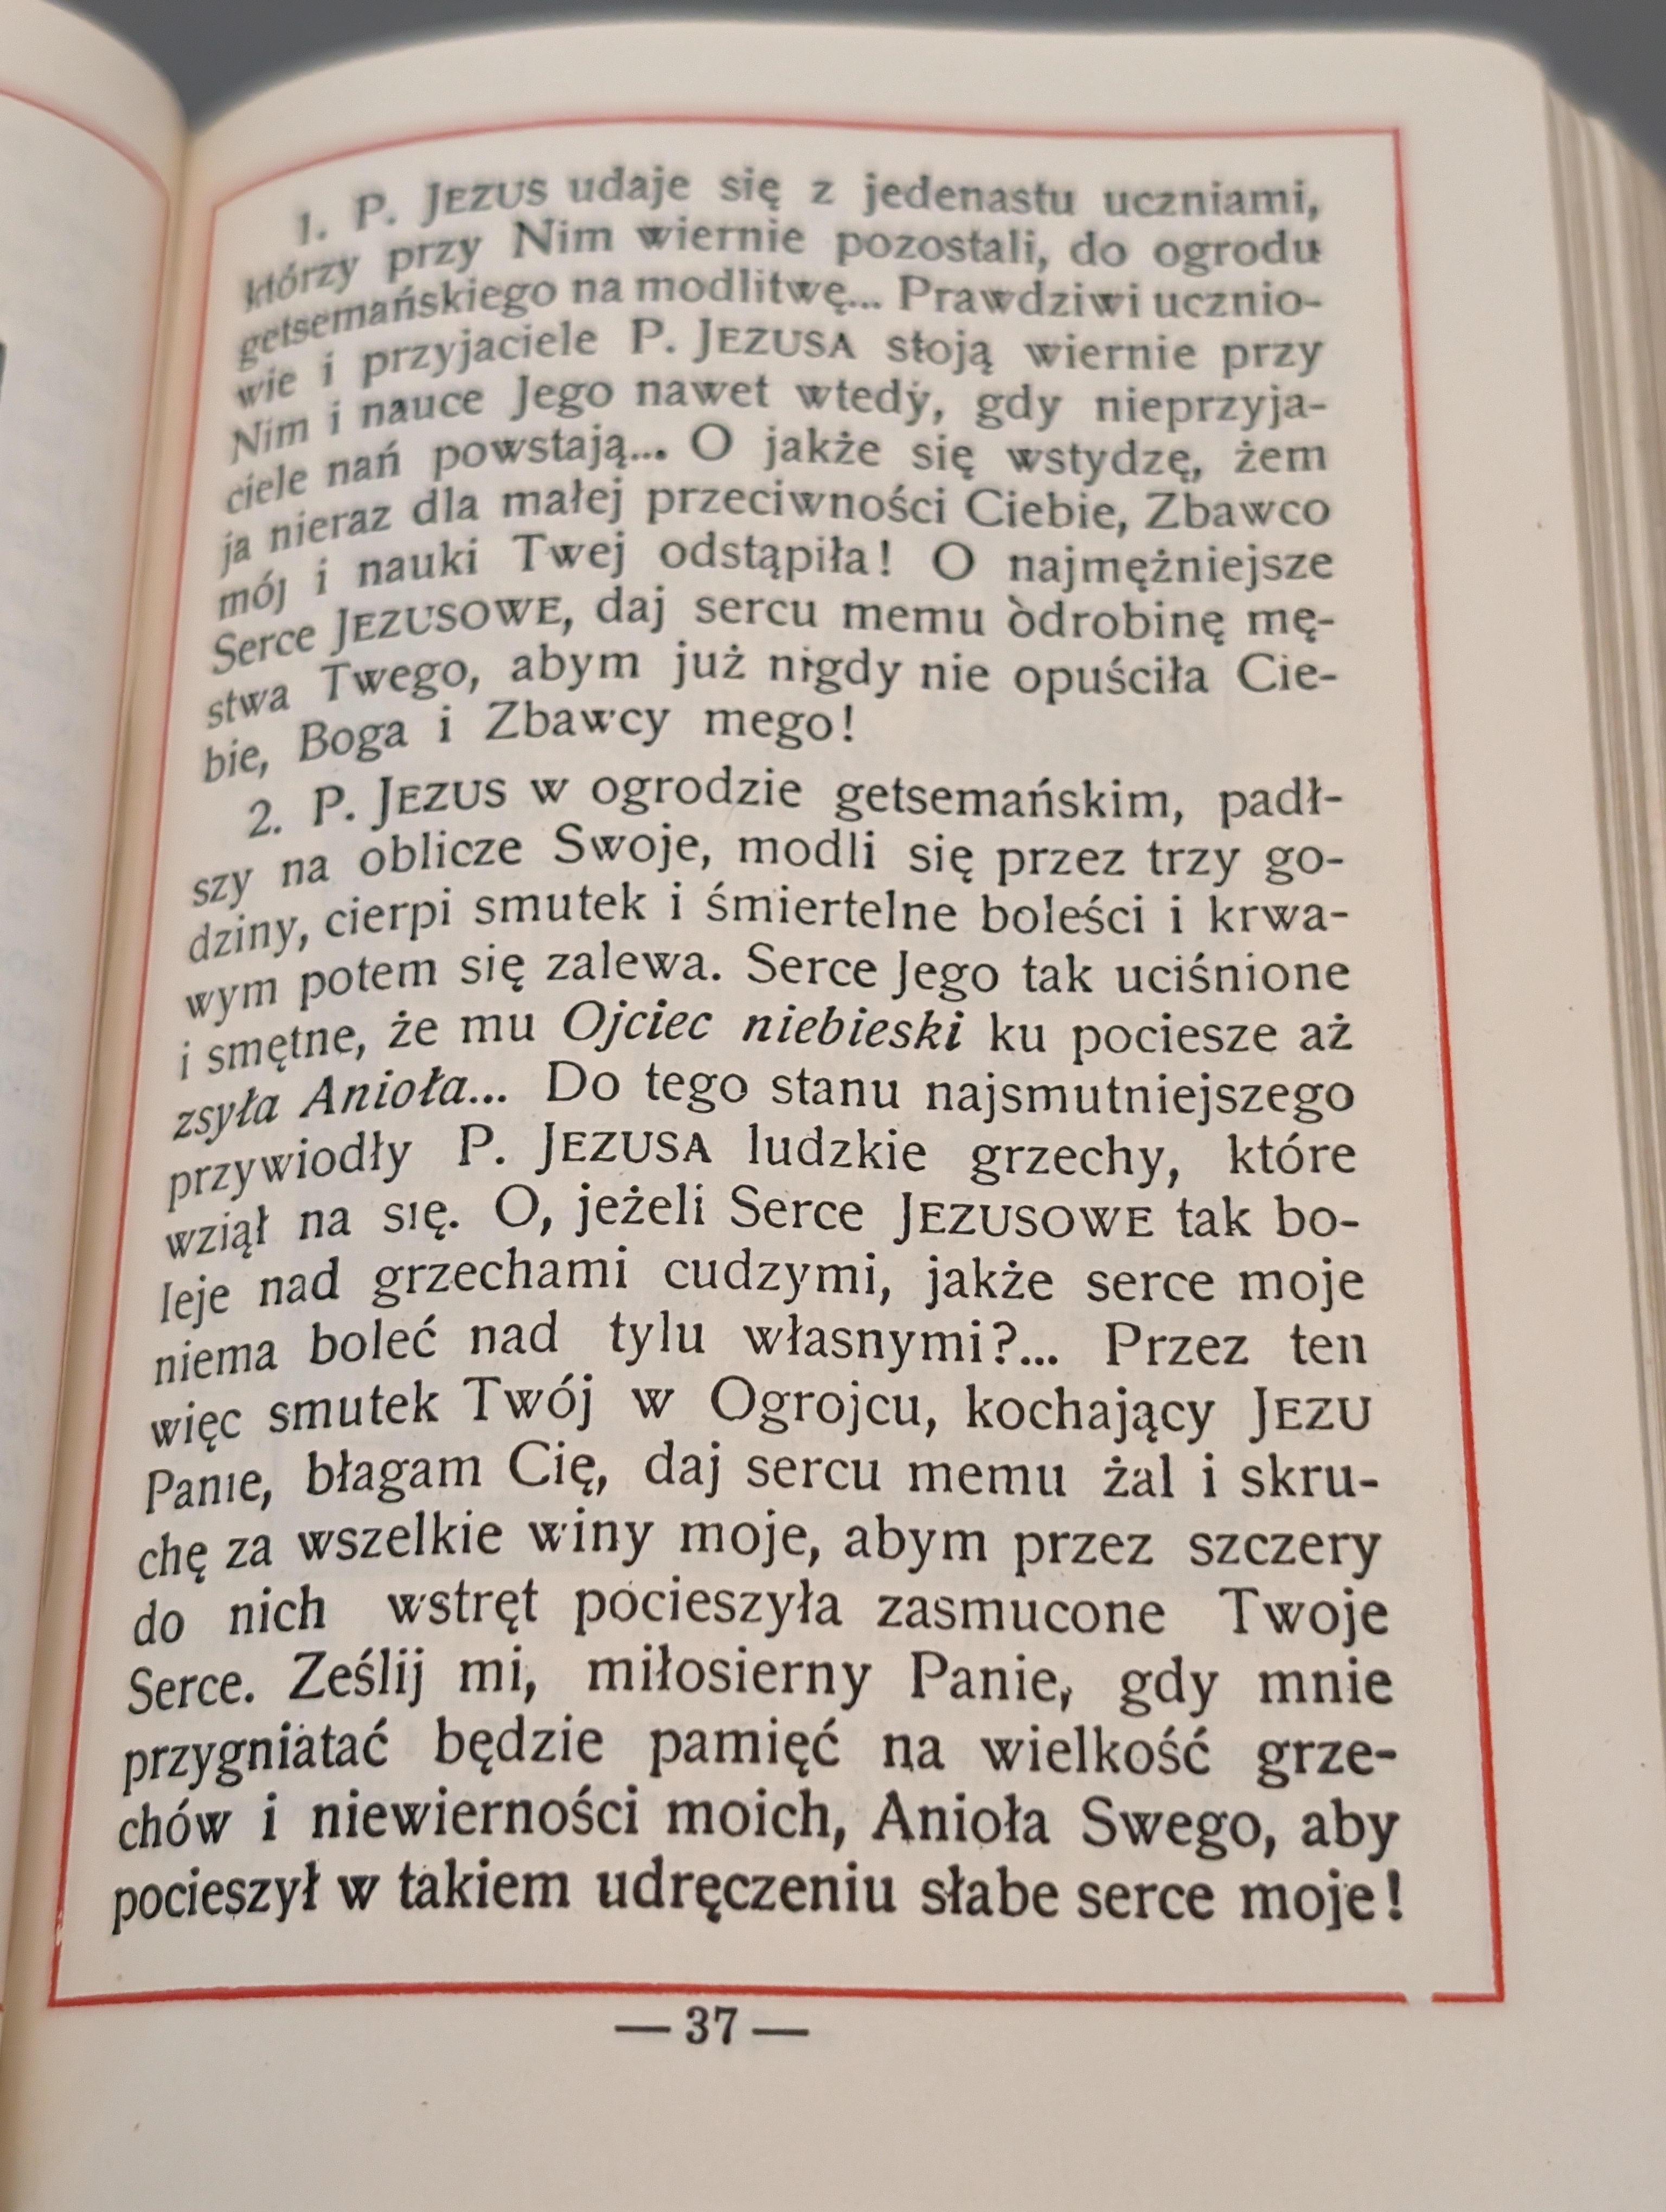 1. P. JEZUS udaje się z jedenastu uczniami,
którzy przy Nim wiernie pozostali, do ogrodu
getsemańskiego na modlitwę... Prawdziwi ucznio-
wie i przyjaciele P. JEZUSA stoją wiernie przy
Nim i nauce Jego nawet wtedy, gdy nieprzyja-
ciele nań powstają... O jakże się wstydzę, żem
ja nieraz dla małej przeciwności Ciebie, Zbawco
mój i nauki Twej odstąpiła! O najmężniejsze
Serce JEZUSOWE, daj sercu memu odrobinę mę-
stwa Twego, abym już nigdy nie opuściła Cie-
bie, Boga i Zbawcy mego!
2. P. JEZUS w ogrodzie getsemańskim, padł-
szy na oblicze Swoje, modli się przez trzy go-
dziny, cierpi smutek i śmiertelne boleści i krwa-
wym potem się zalewa. Serce Jego tak uciśnione
i smętne, że mu Ojciec niebieski ku pociesze aż
zsyła Anioła... Do tego stanu najsmutniejszego
przywiodły P. JEZUSA ludzkie grzechy, które
wziął na się. O, jeżeli Serce JEZUSOWE tak bo-
leje nad grzechami cudzymi, jakże serce moje
niema boleć nad tylu własnymi?... Przez ten
więc smutek Twój w Ogrojcu, kochający JEZU
Panie, błagam Cię, daj sercu memu żal i skru-
chę za wszelkie winy moje, abym przez szczery
do nich wstręt pocieszyła zasmucone Twoje
Serce. Ześlij mi, miłosierny Panie, gdy mnie
przygniatać będzie pamięć na wielkość grze-
chów i niewierności moich, Anioła Swego, aby
pocieszył w takiem udręczeniu słabe serce moje!
— 37 —